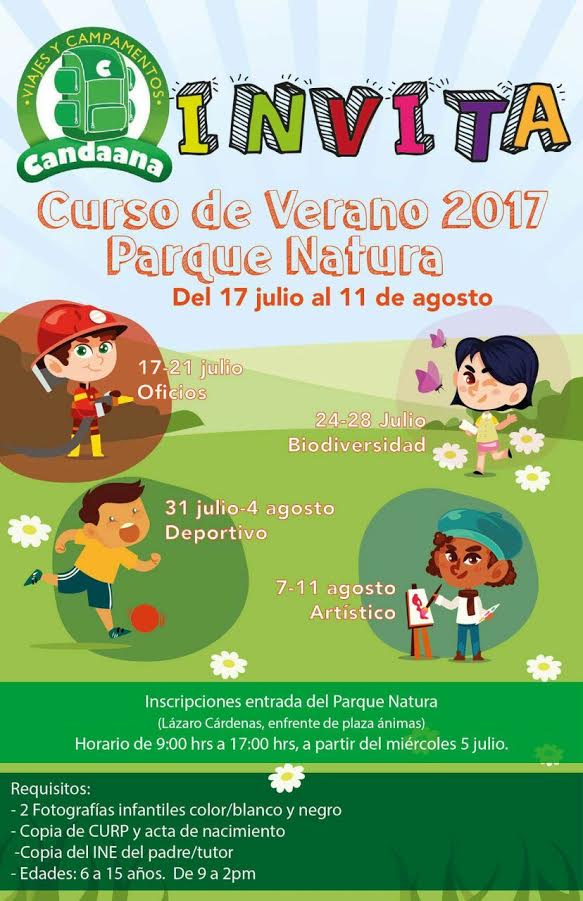 · VIAJES Y CAMPAMENTOS ·
C
Candaana
INVITA
Curso de Verano 2017
Parque Natura
Del 17 julio al 11 de agosto
17-21 julio
Oficios
24-28 Julio
Biodiversidad
31 julio-4 agosto
Deportivo
7-11 agosto
Artístico
Inscripciones entrada del Parque Natura
(Lázaro Cárdenas, enfrente de plaza ánimas)
Horario de 9:00 hrs a 17:00 hrs, a partir del miércoles 5 julio.
Requisitos:
- 2 Fotografías infantiles color/blanco y negro
- Copia de CURP y acta de nacimiento
-Copia del INE del padre/tutor
- Edades: 6 a 15 años. De 9 a 2pm